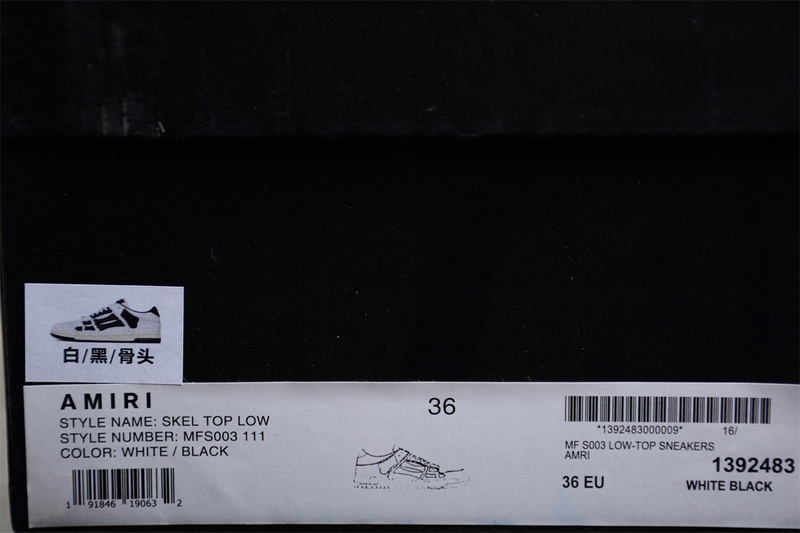 白/黑/骨头
AMIRI
STYLE NAME: SKEL TOP LOW
STYLE NUMBER: MFS003 111
COLOR: WHITE / BLACK
1 91846 19063 2
36
*1392483000009* 16/
MF S003 LOW-TOP SNEAKERS
AMRI
1392483
36 EU WHITE BLACK